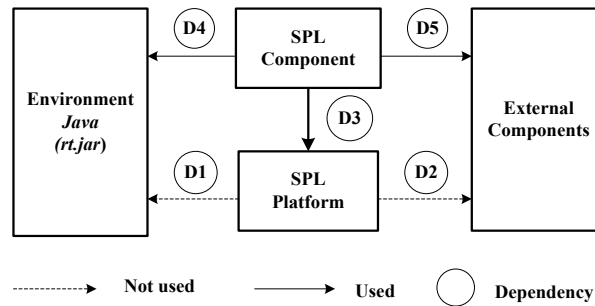 D4
SPL
Component
D5
Environment
Java
(rt.jar)
D3
External
Components
D1
SPL
Platform
D2
Not used
Used
Dependency